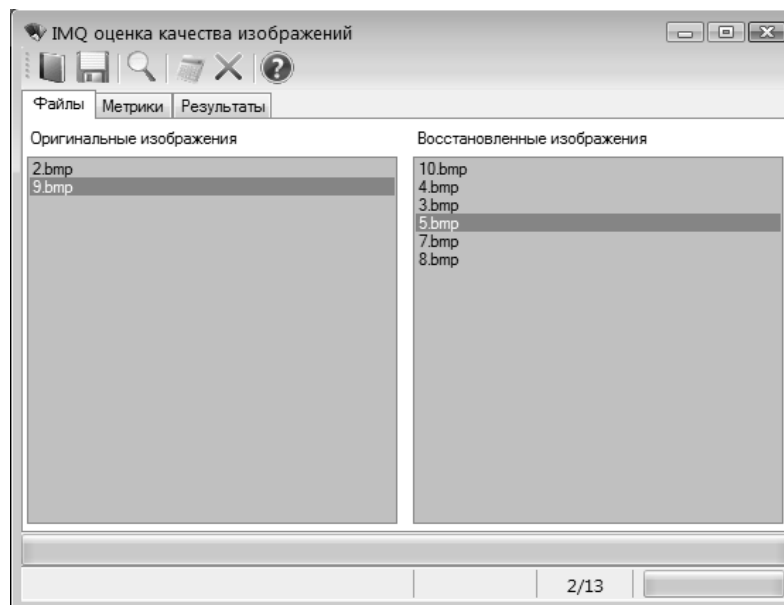 IMQ оценка качества изображений
Файлы Метрики Результаты
Оригинальные изображения
2.bmp
9.bmp
Восстановленные изображения
10.bmp
4.bmp
3.bmp
5.bmp
7.bmp
8.bmp
2/13